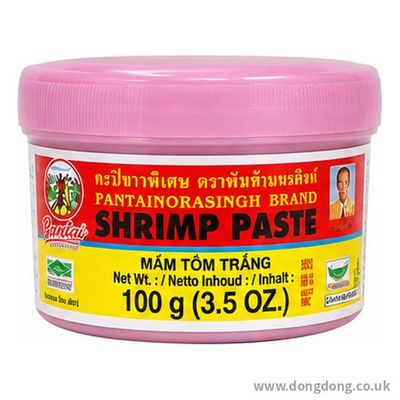 กะปิขาวพิเศษ ตราพันท้ายนรสิงห์
PANTAINORASINGH BRAND
SHRIMP PASTE
Pantai
MẮM TÔM TRẮNG
Net Wt. : / Netto Inhoud : / Inhalt :
100 g (3.5 OZ.)
www.dongdong.co.uk